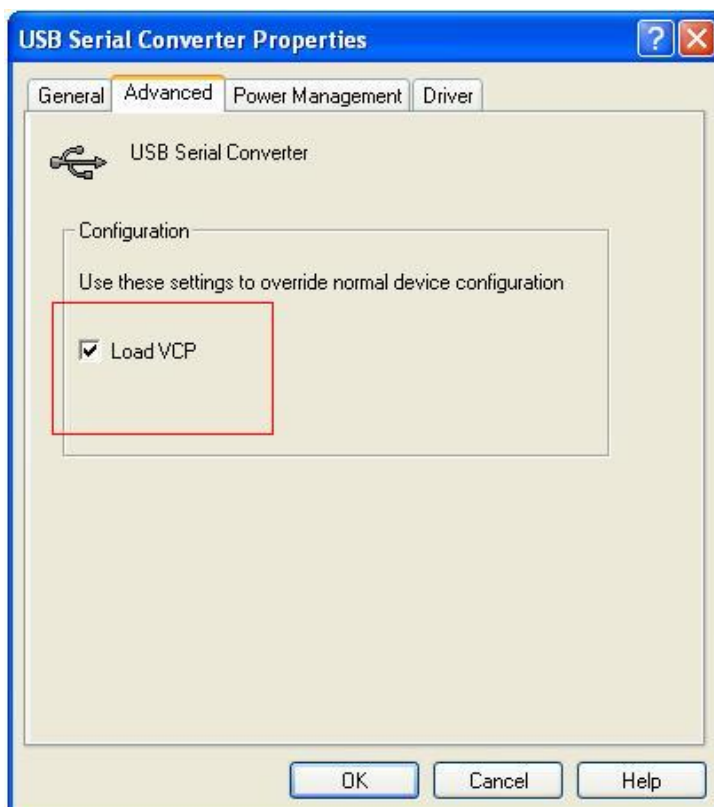 USB Serial Converter Properties
General Advanced Power Management Driver
USB Serial Converter
Configuration
Use these settings to override normal device configuration
Load VCP
OK Cancel Help